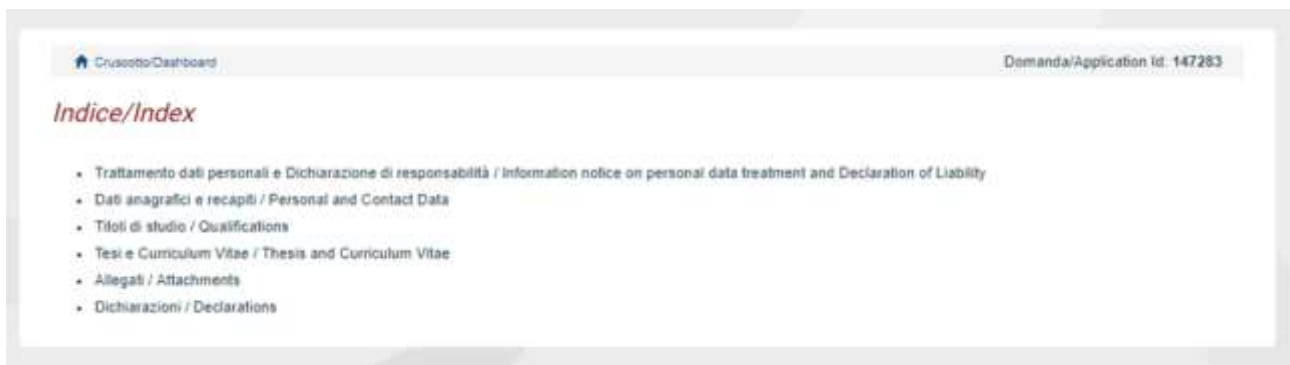 Cruscotto/Dashboard
Domanda/Application Id: 147283
Indice/Index
Trattamento dati personali e Dichiarazione di responsabilità / Information notice on personal data treatment and Declaration of Liability
Dati anagrafici e recapiti / Personal and Contact Data
Titoli di studio / Qualifications
Tesi e Curriculum Vitae / Thesis and Curriculum Vitae
Allegati / Attachments
Dichiarazioni / Declarations